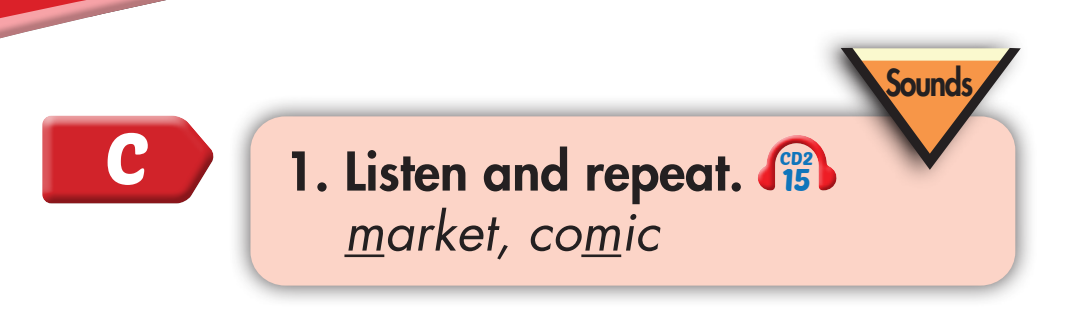 Sounds
C
1. Listen and repeat. CD2 15
market, comic